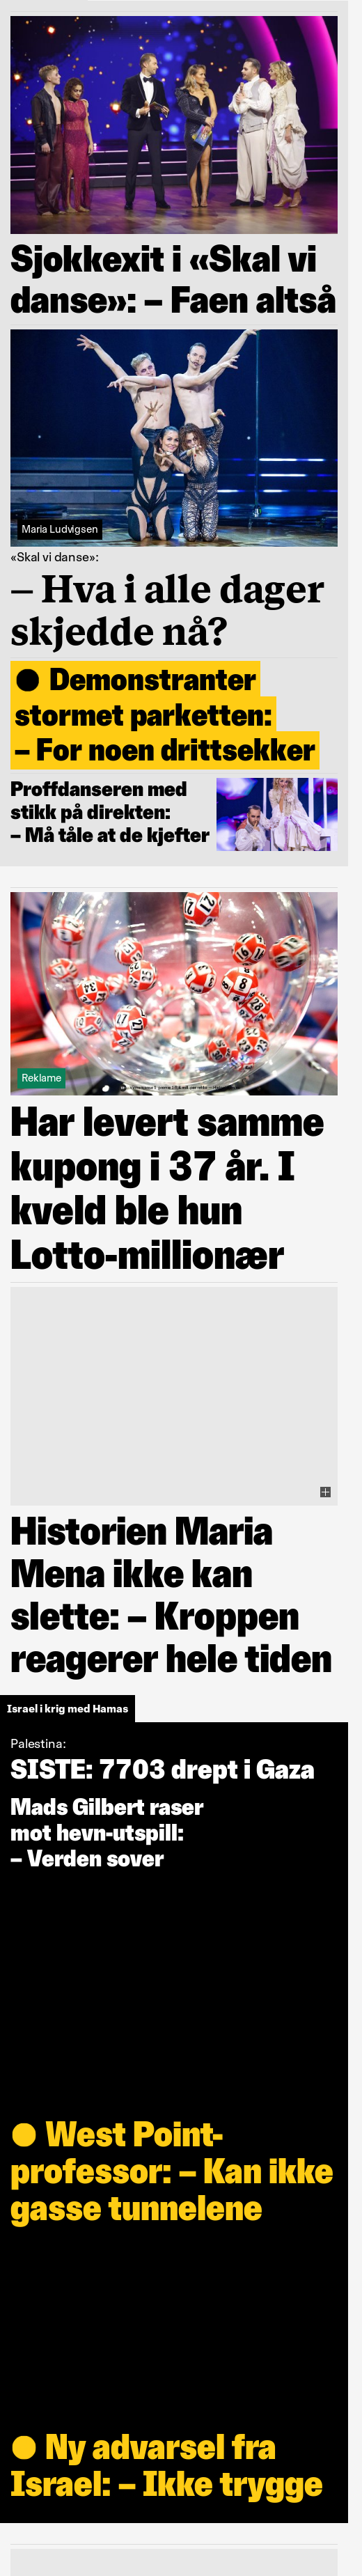 Sjokkexit i «Skal vi
danse»: – Faen altså
Maria Ludvigsen
«Skal vi danse»:
– Hva i alle dager
skjedde nå?
● Demonstranter
stormet parketten:
– For noen drittsekker
Proffdanseren med
stikk på direkten:
– Må tåle at de kjefter
Reklame
Har levert samme
kupong i 37 år. I
kveld ble hun
Lotto-millionær
Historien Maria
Mena ikke kan
slette: – Kroppen
reagerer hele tiden
Israel i krig med Hamas
Palestina:
SISTE: 7703 drept i Gaza
Mads Gilbert raser
mot hevn-utspill:
– Verden sover
● West Point-
professor: – Kan ikke
gasse tunnelene
● Ny advarsel fra
Israel: – Ikke trygge